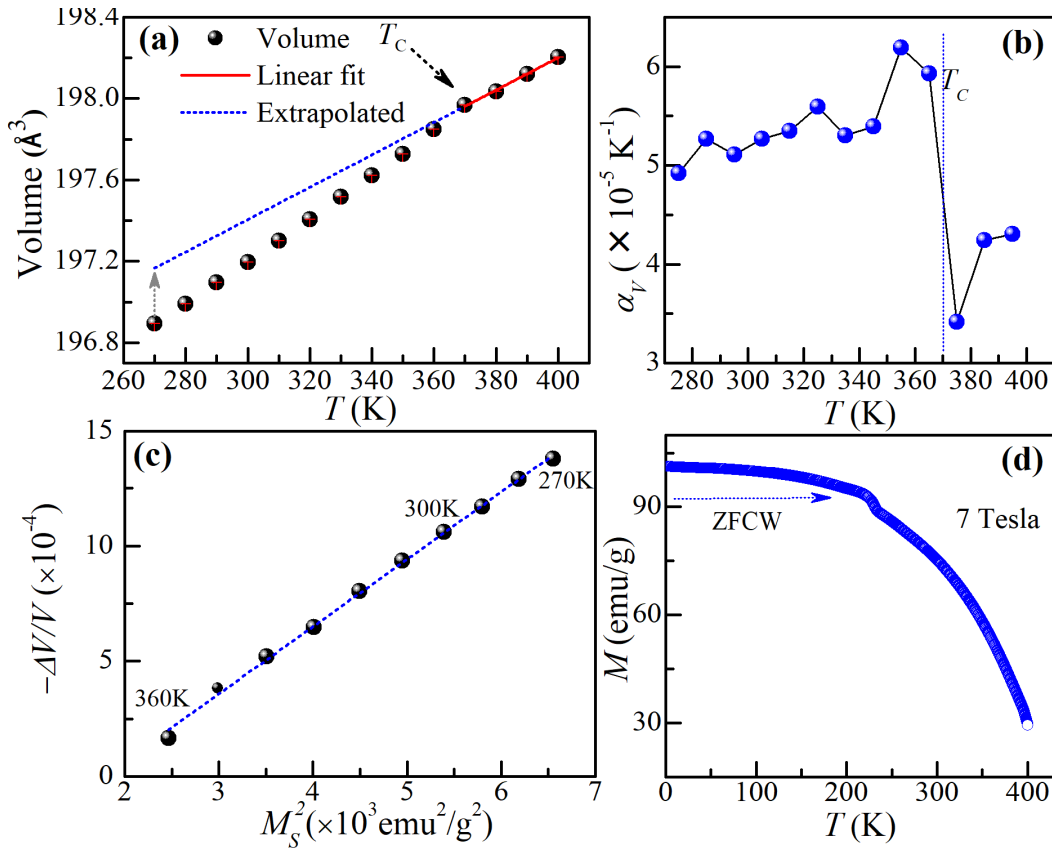 198.4
198.0
197.6
197.2
196.8
Volume (Å³)
(a)
Volume
Linear fit
Extrapolated
T_C
260 280 300 320 340 360 380 400
T (K)
(b)
6
5
4
3
α_V (× 10⁻⁵ K⁻¹)
T_C
280 300 320 340 360 380 400
T (K)
(c)
15
10
5
0
−ΔV/V (×10⁻⁴)
360K
300K
270K
2 3 4 5 6 7
M_S² (×10³emu²/g²)
(d)
90
60
30
M (emu/g)
ZFCW
7 Tesla
0 100 200 300 400
T (K)